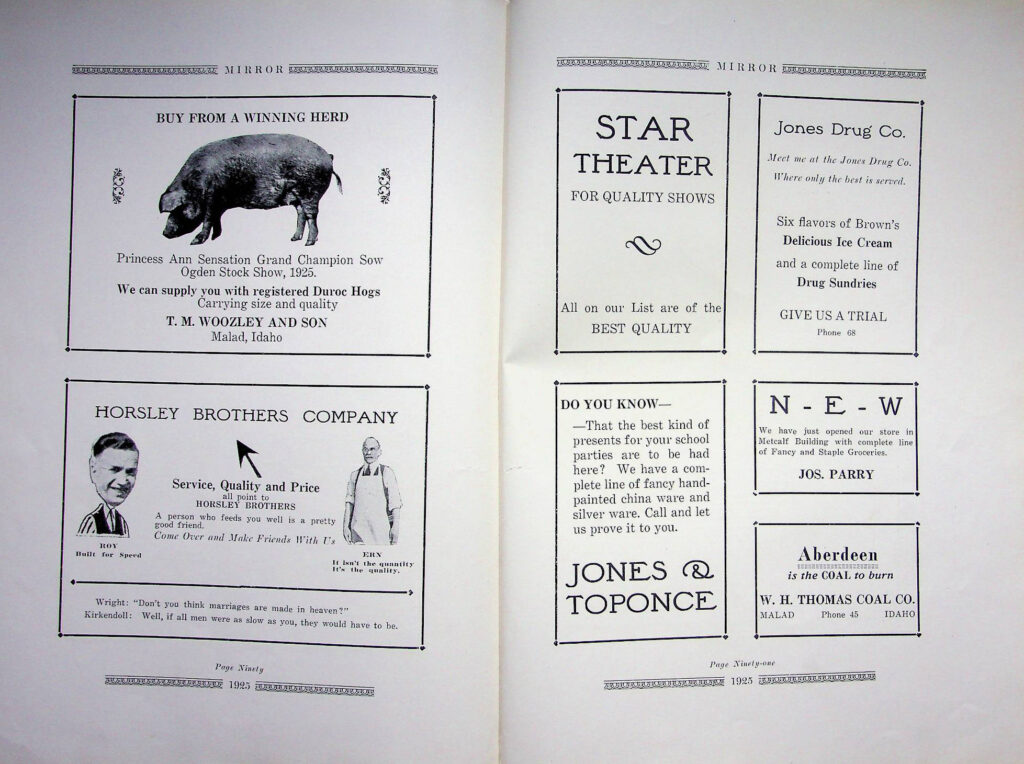 MIRROR
BUY FROM A WINNING HERD
Princess Ann Sensation Grand Champion Sow
Ogden Stock Show, 1925.
We can supply you with registered Duroc Hogs
Carrying size and quality
T. M. WOOZLEY AND SON
Malad, Idaho
HORSLEY BROTHERS COMPANY
Service, Quality and Price
all point to
HORSLEY BROTHERS
A person who feeds you well is a pretty
good friend.
Come Over and Make Friends With Us
ROY
Built for Speed
ERN
It isn't the quantity
It's the quality.
Wright: "Don't you think marriages are made in heaven?"
Kirkendoll: Well, if all men were as slow as you, they would have to be.
Page Ninety
1925
MIRROR
STAR
THEATER
FOR QUALITY SHOWS
All on our List are of the
BEST QUALITY
Jones Drug Co.
Meet me at the Jones Drug Co.
Where only the best is served.
Six flavors of Brown's
Delicious Ice Cream
and a complete line of
Drug Sundries
GIVE US A TRIAL
Phone 68
DO YOU KNOW—
—That the best kind of
presents for your school
parties are to be had
here? We have a com-
plete line of fancy hand-
painted china ware and
silver ware. Call and let
us prove it to you.
JONES &
TOPONCE
N - E - W
We have just opened our store in
Metcalf Building with complete line
of Fancy and Staple Groceries.
JOS. PARRY
Aberdeen
is the COAL to burn
W. H. THOMAS COAL CO.
MALAD Phone 45 IDAHO
Page Ninety-one
1925